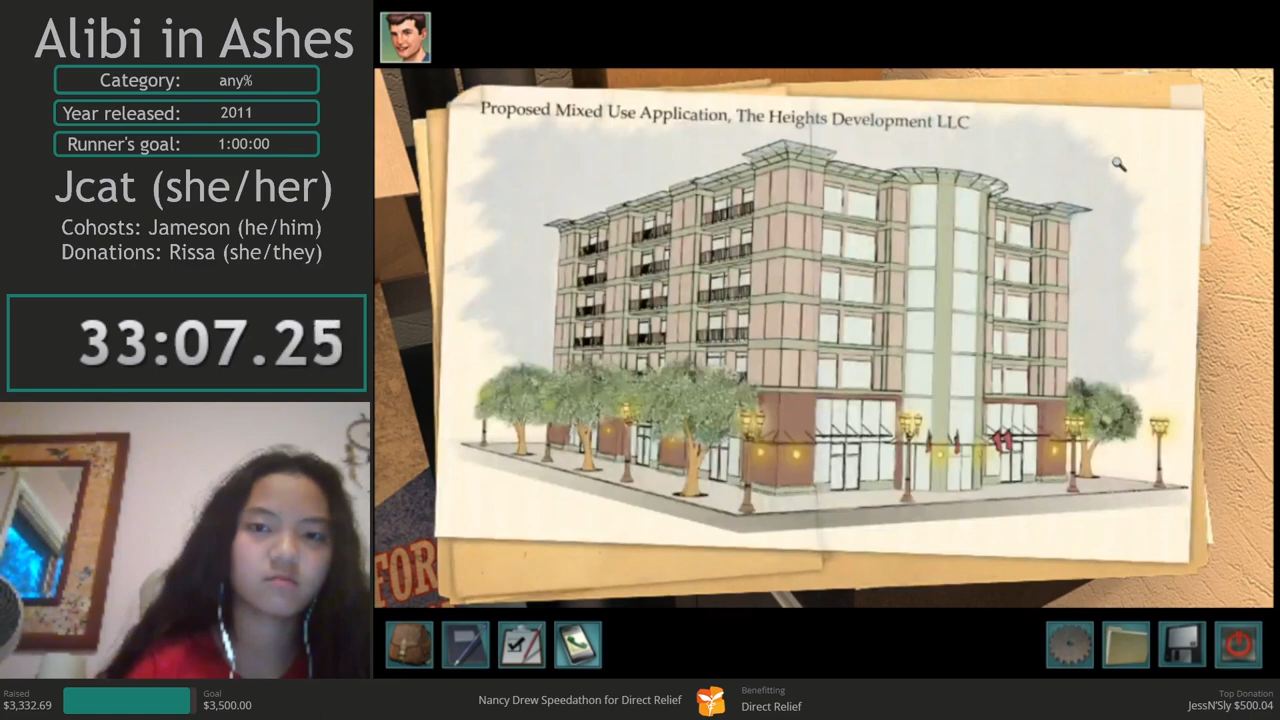 Alibi in Ashes
Category: any%
Year released: 2011
Runner's goal: 1:00:00
Jcat (she/her)
Cohosts: Jameson (he/him)
Donations: Rissa (she/they)
33:07.25
Proposed Mixed Use Application, The Heights Development LLC
FOR
Raised
$3,332.69
Goal
$3,500.00
Nancy Drew Speedathon for Direct Relief
Benefitting
Direct Relief
Top Donation
JessN'Sly $500.04